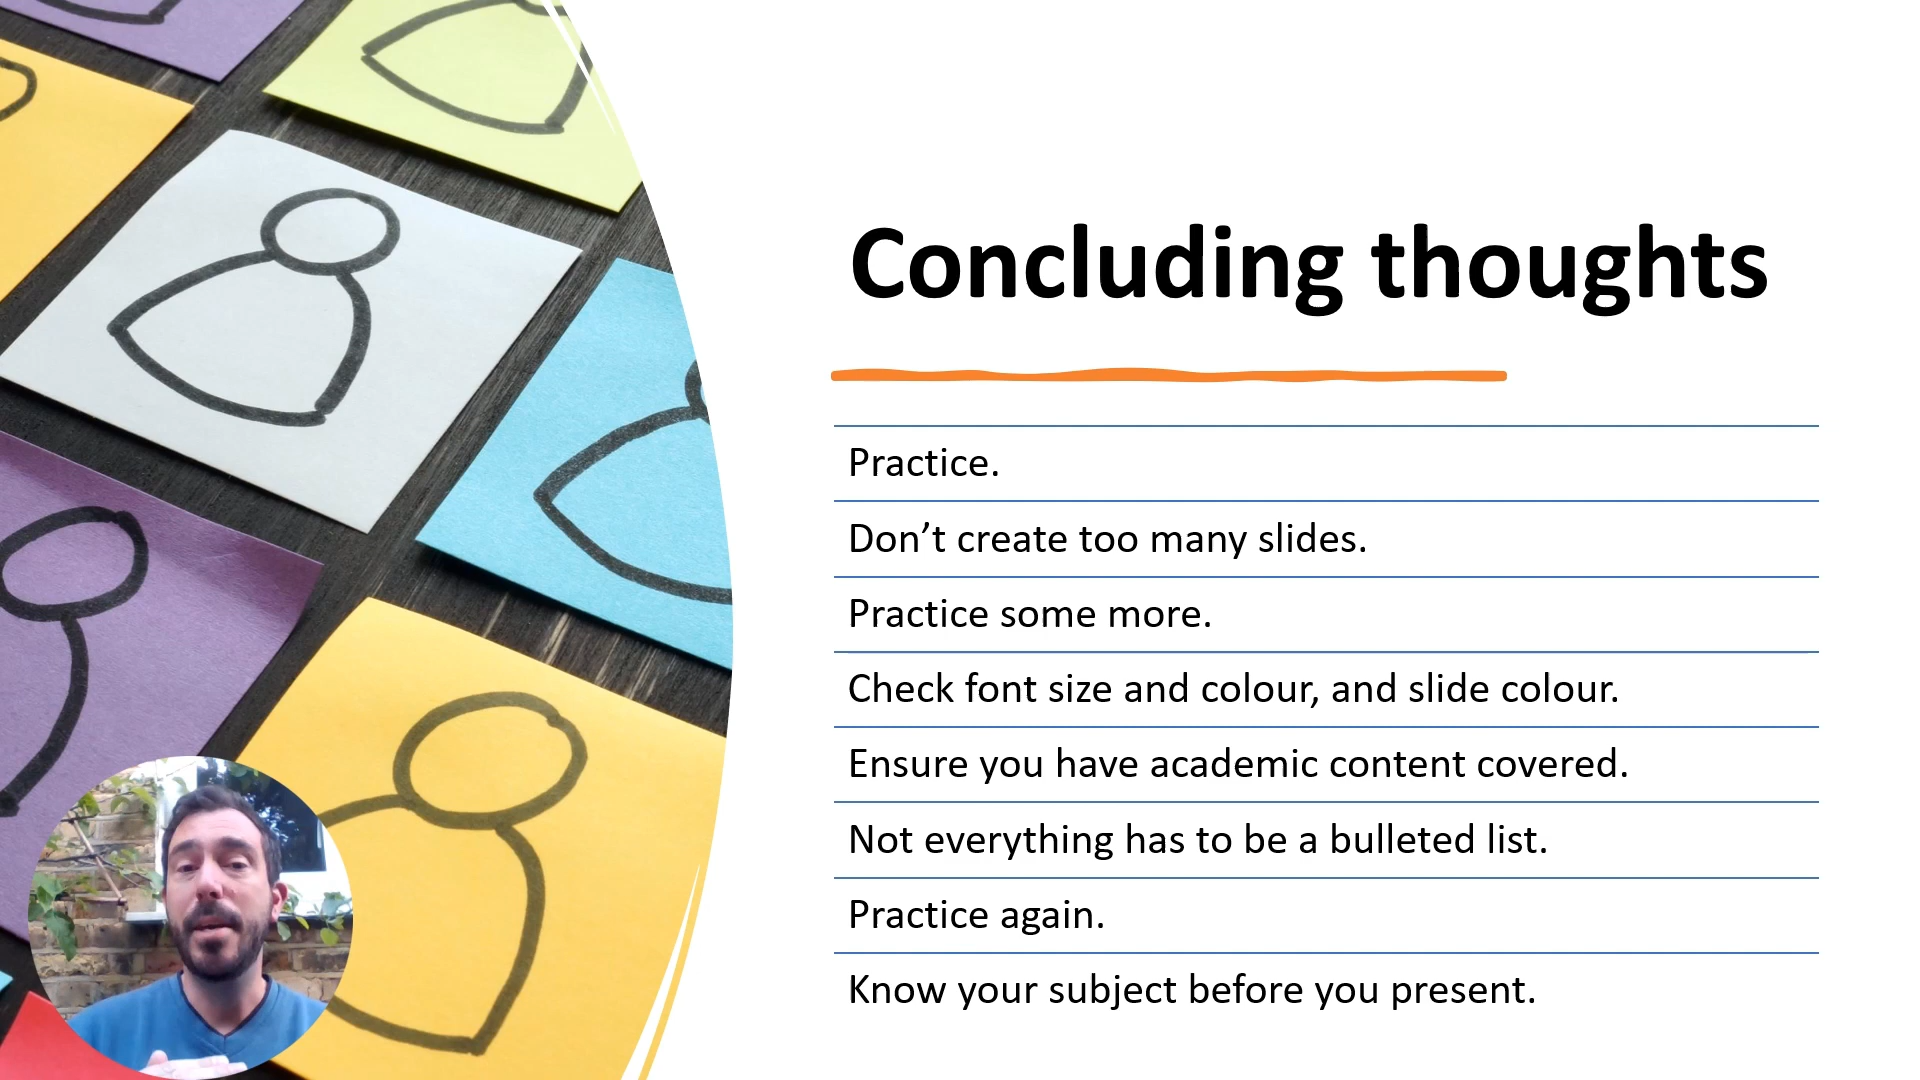 Concluding thoughts
Practice.
Don’t create too many slides.
Practice some more.
Check font size and colour, and slide colour.
Ensure you have academic content covered.
Not everything has to be a bulleted list.
Practice again.
Know your subject before you present.